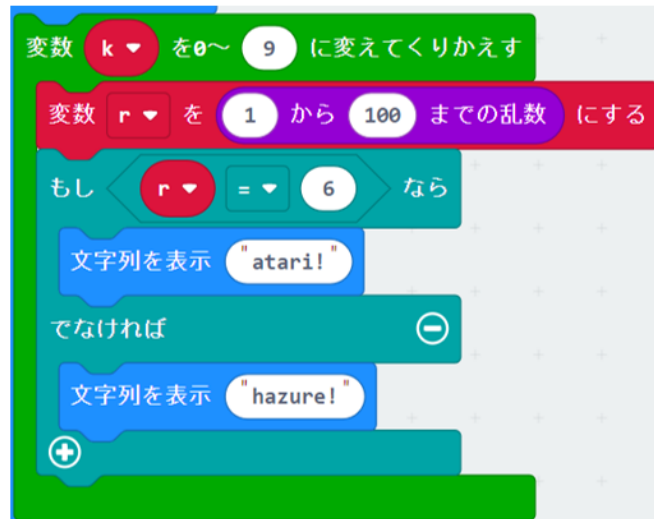 変数 k を0～ 9 に変えてくりかえす
変数 r を 1 から 100 までの乱数 にする
もし r = 6 なら
文字列を表示 "atari!"
でなければ
文字列を表示 "hazure!"